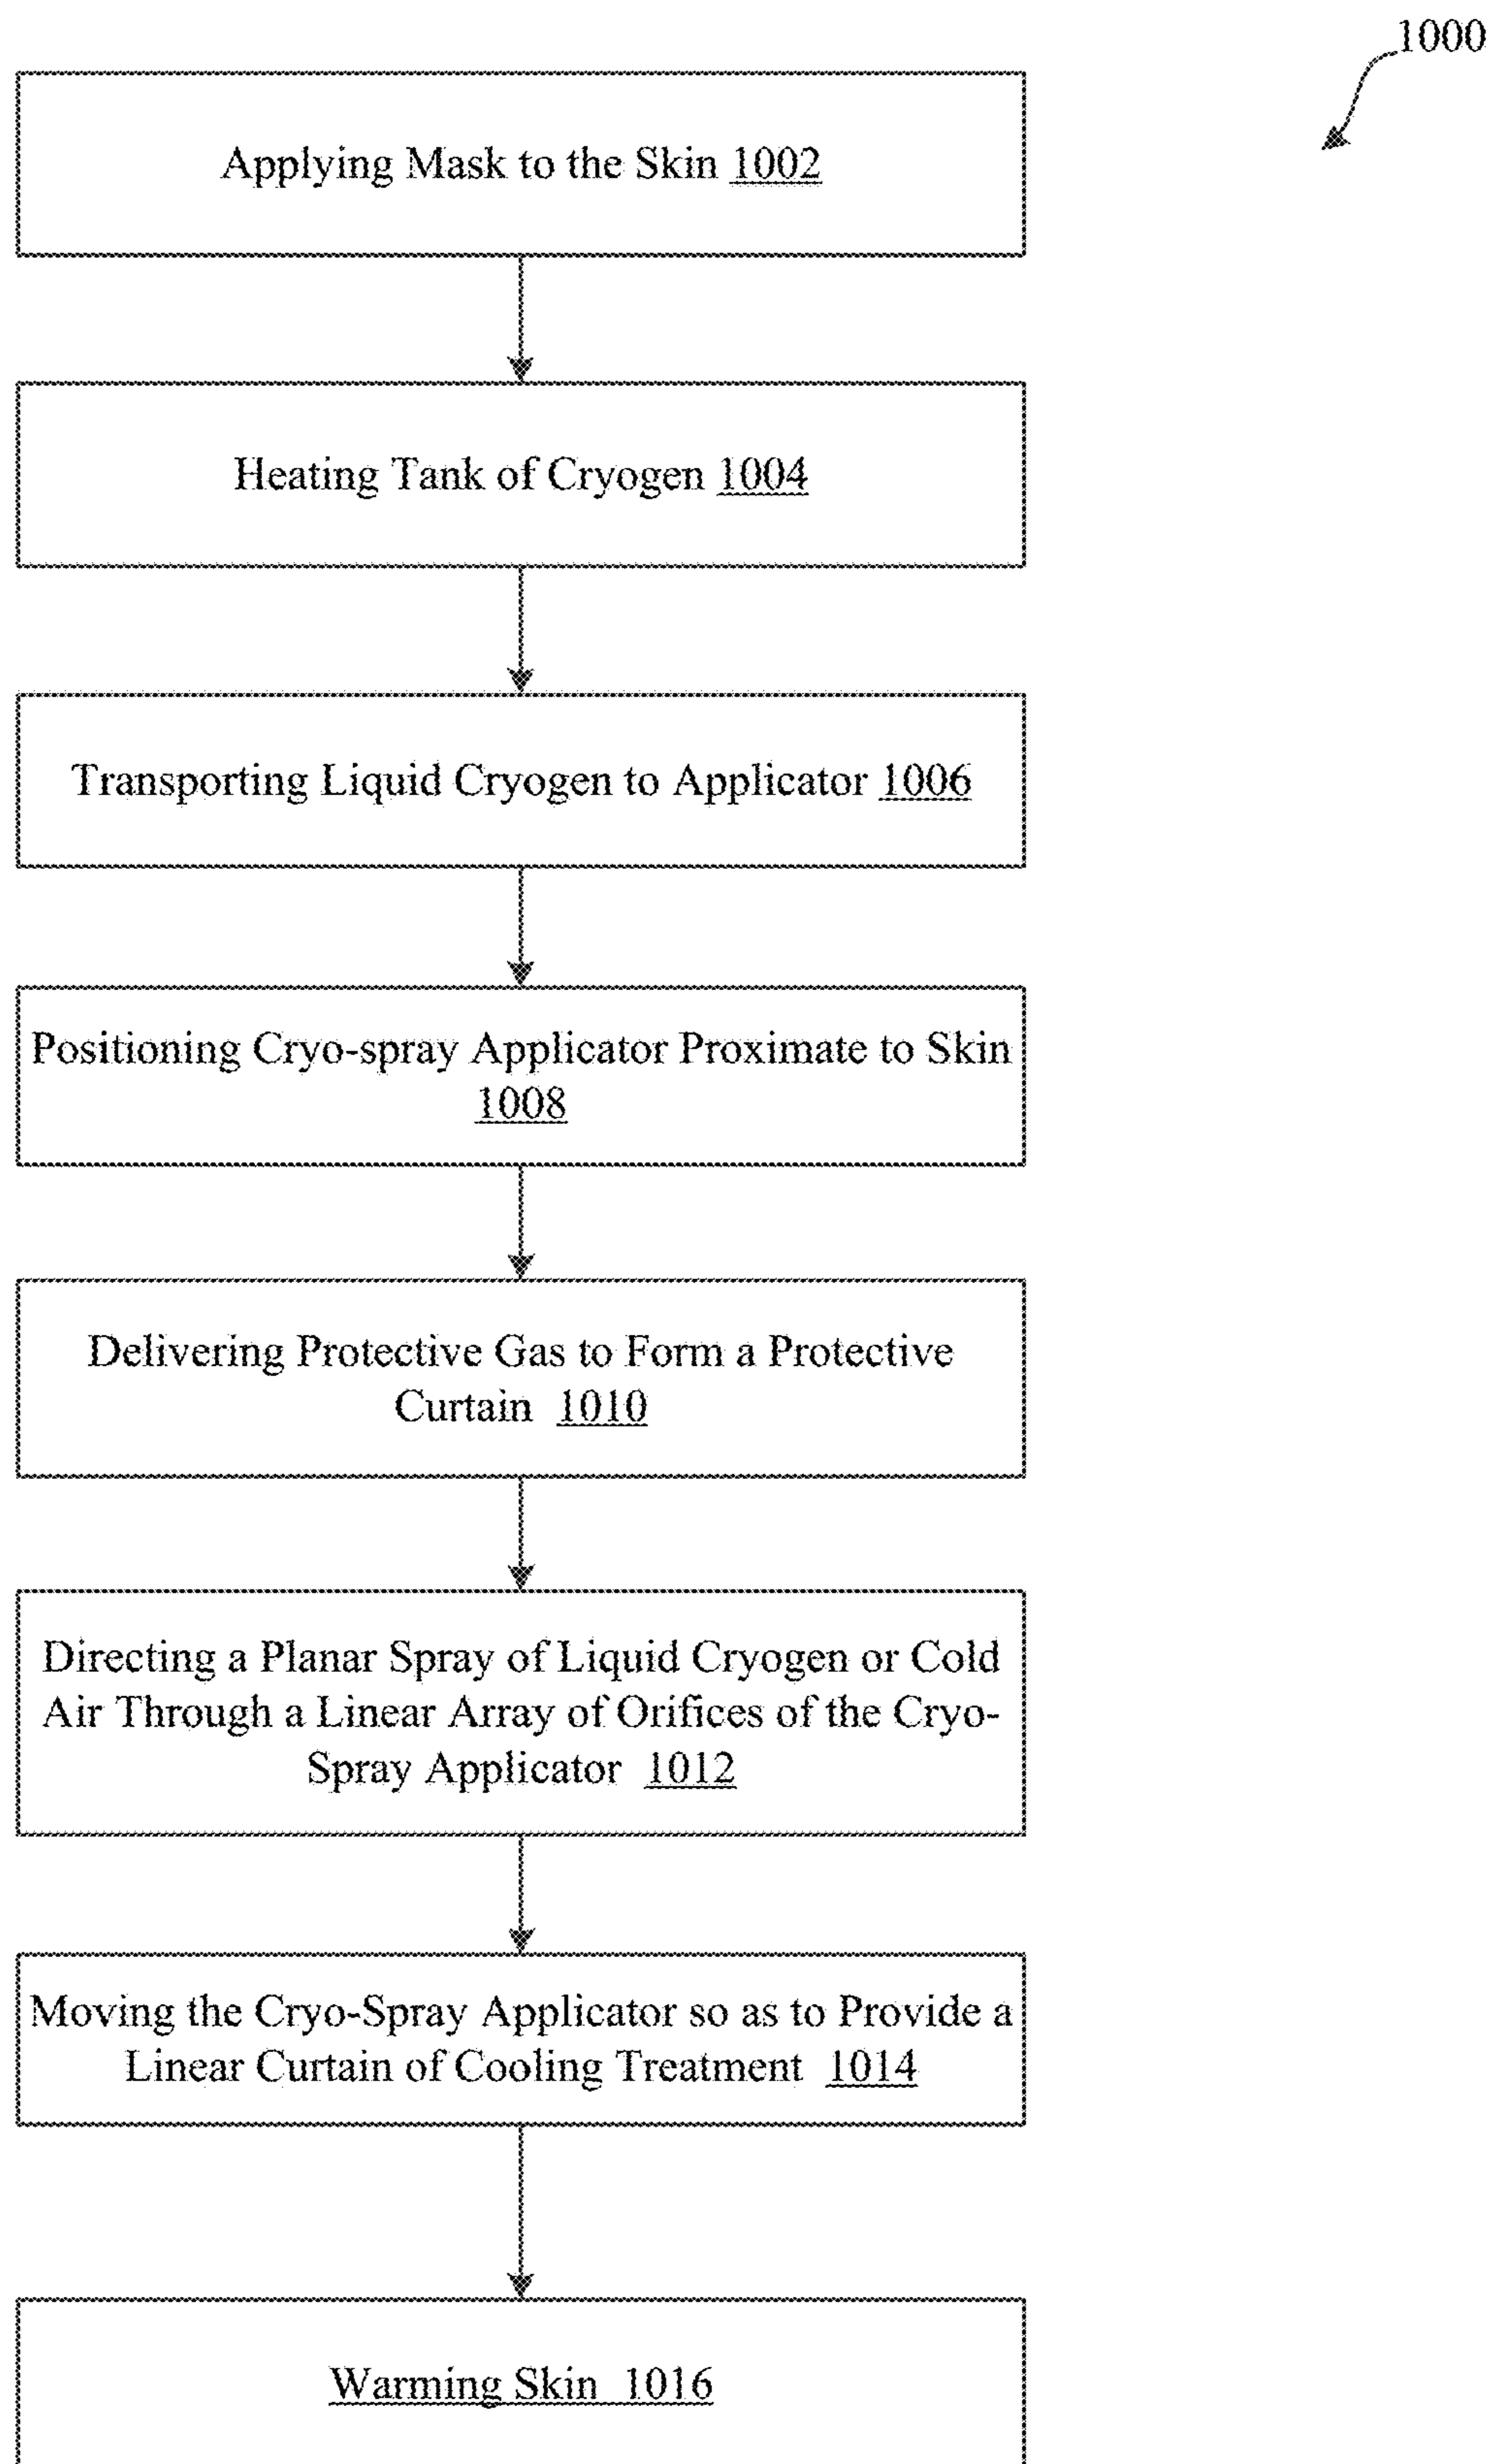 1000
Applying Mask to the Skin 1002
Heating Tank of Cryogen 1004
Transporting Liquid Cryogen to Applicator 1006
Positioning Cryo-spray Applicator Proximate to Skin
1008
Delivering Protective Gas to Form a Protective
Curtain 1010
Directing a Planar Spray of Liquid Cryogen or Cold
Air Through a Linear Array of Orifices of the Cryo-
Spray Applicator 1012
Moving the Cryo-Spray Applicator so as to Provide a
Linear Curtain of Cooling Treatment 1014
Warming Skin 1016